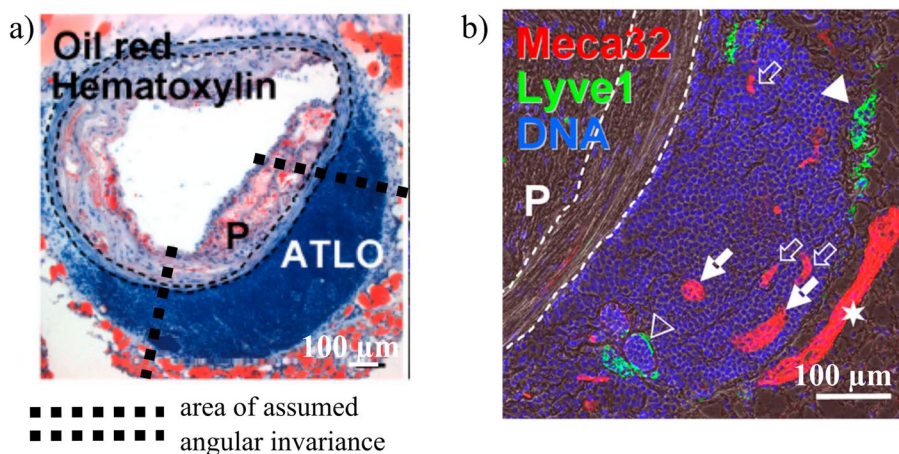 a)
Oil red
Hematoxylin
P
ATLO
100 µm
area of assumed
angular invariance
b)
Meca32
Lyve1
DNA
P
100 µm